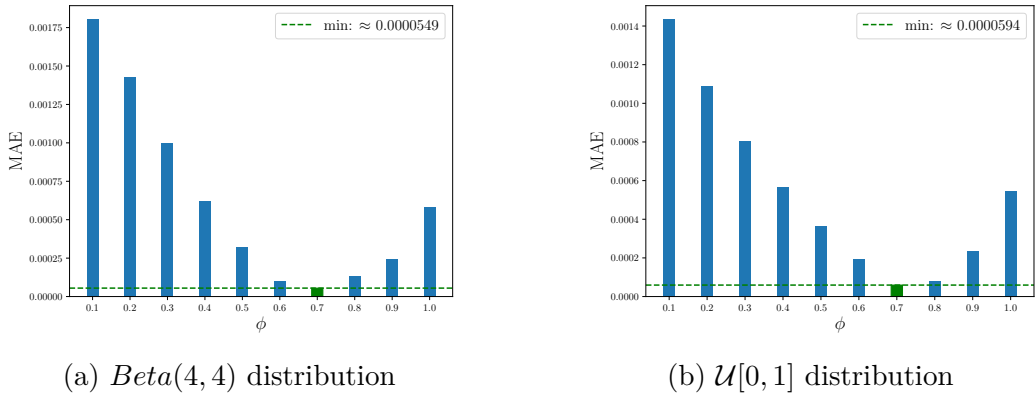 min: ≈ 0.0000549
0.00175
0.00150
0.00125
0.00100
0.00075
0.00050
0.00025
0.00000
MAE
0.1 0.2 0.3 0.4 0.5 0.6 0.7 0.8 0.9 1.0
ϕ
(a) Beta(4, 4) distribution
min: ≈ 0.0000594
0.0014
0.0012
0.0010
0.0008
0.0006
0.0004
0.0002
0.0000
MAE
0.1 0.2 0.3 0.4 0.5 0.6 0.7 0.8 0.9 1.0
ϕ
(b) 𝒰[0, 1] distribution